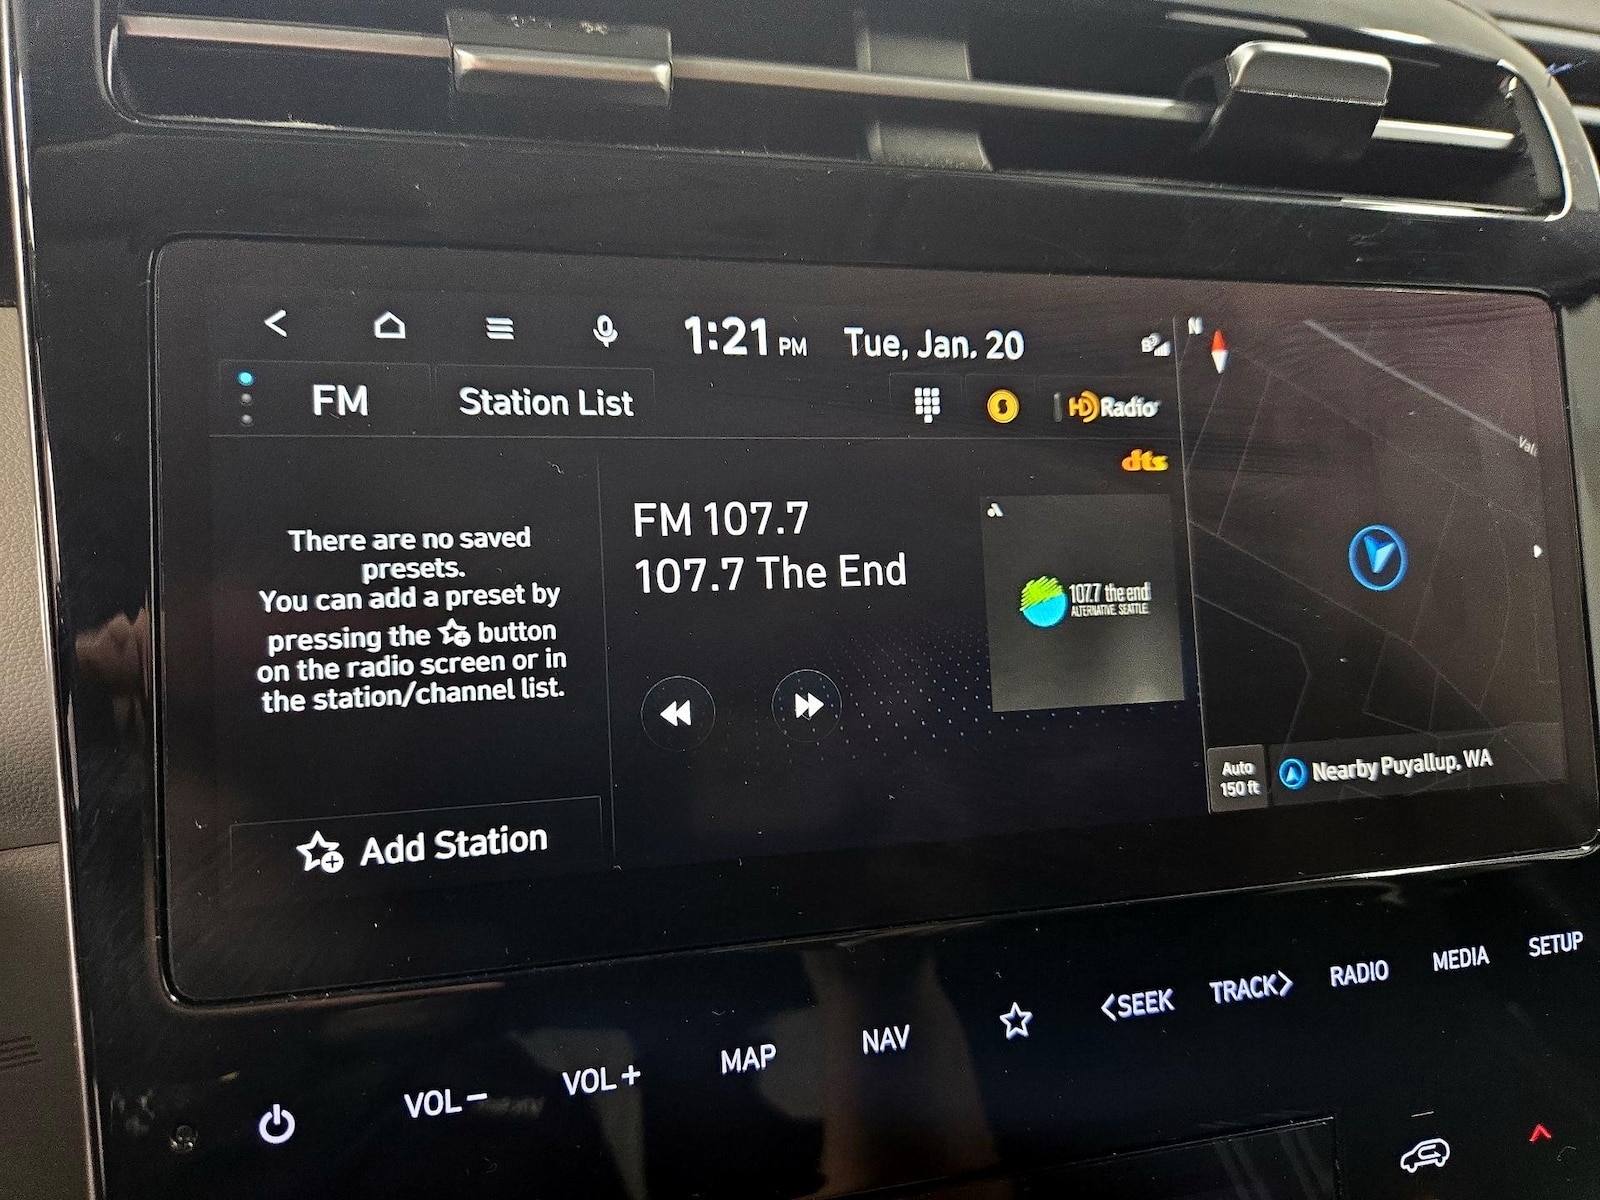 1:21 PM Tue, Jan. 20
N
FM Station List
HD Radio
dts
There are no saved
presets.
You can add a preset by
pressing the button
on the radio screen or in
the station/channel list.
FM 107.7
107.7 The End
107.7 the end
ALTERNATIVE. SEATTLE.
Add Station
Auto
150 ft
Nearby Puyallup, WA
VOL− VOL+ MAP NAV <SEEK TRACK> RADIO MEDIA SETUP